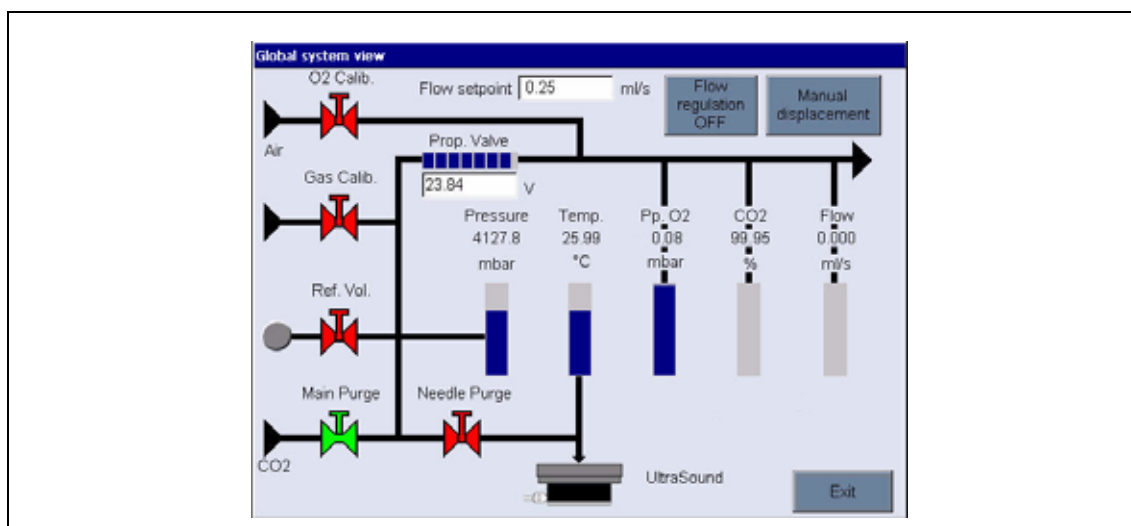 Global system view
O2 Calib.
Flow setpoint 0.25 ml/s
Flow
regulation
OFF
Manual
displacement
Air
Prop. Valve
23.84 V
Gas Calib.
Pressure Temp. Pp. O2 CO2 Flow
4127.8 25.99 0.08 99.95 0.000
mbar °C mbar % ml/s
Ref. Vol.
Main Purge Needle Purge
CO2
UltraSound
Exit